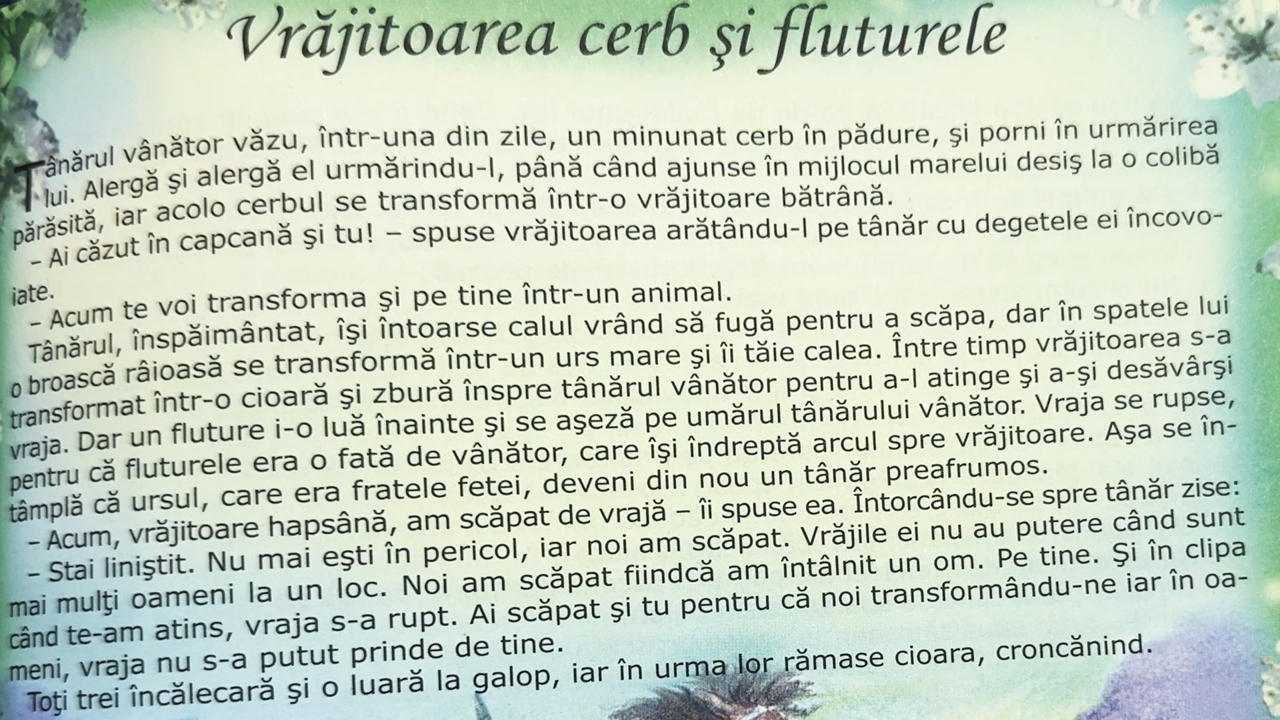 Vrăjitoarea cerb şi fluturele
Tânărul vânător văzu, într-una din zile, un minunat cerb în pădure, şi porni în urmărirea
lui. Alergă şi alergă el urmărindu-l, până când ajunse în mijlocul marelui desiş la o colibă
părăsită, iar acolo cerbul se transformă într-o vrăjitoare bătrână.
– Ai căzut în capcană şi tu! – spuse vrăjitoarea arătându-l pe tânăr cu degetele ei încovo-
iate.
– Acum te voi transforma şi pe tine într-un animal.
Tânărul, înspăimântat, îşi întoarse calul vrând să fugă pentru a scăpa, dar în spatele lui
o broască râioasă se transformă într-un urs mare şi îi tăie calea. Între timp vrăjitoarea s-a
transformat într-o cioară şi zbură înspre tânărul vânător pentru a-l atinge şi a-şi desăvârşi
vraja. Dar un fluture i-o luă înainte şi se aşeză pe umărul tânărului vânător. Vraja se rupse,
pentru că fluturele era o fată de vânător, care îşi îndreptă arcul spre vrăjitoare. Aşa se în-
tâmplă că ursul, care era fratele fetei, deveni din nou un tânăr preafrumos.
– Acum, vrăjitoare hapsână, am scăpat de vrajă – îi spuse ea. Întorcându-se spre tânăr zise:
– Stai liniştit. Nu mai eşti în pericol, iar noi am scăpat. Vrăjile ei nu au putere când sunt
mai mulţi oameni la un loc. Noi am scăpat fiindcă am întâlnit un om. Pe tine. Şi în clipa
când te-am atins, vraja s-a rupt. Ai scăpat şi tu pentru că noi transformându-ne iar în oa-
meni, vraja nu s-a putut prinde de tine.
Toţi trei încălecară şi o luară la galop, iar în urma lor rămase cioara, croncănind.